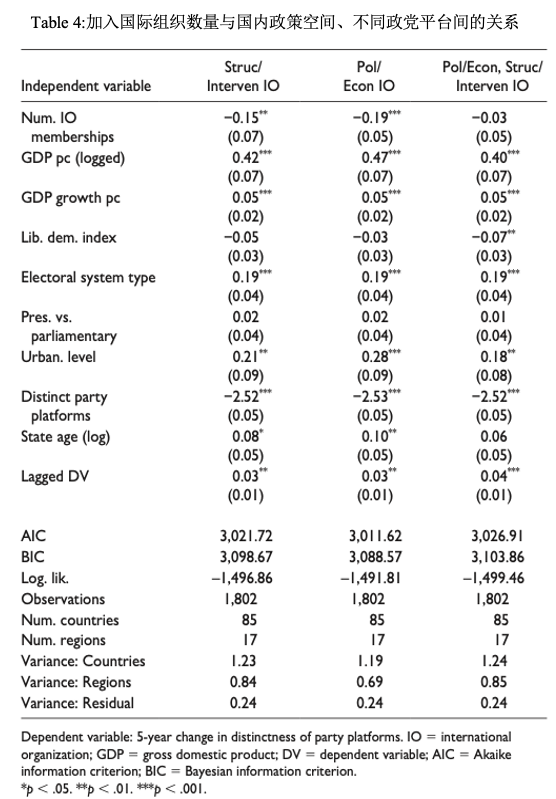 Table 4:加入国际组织数量与国内政策空间、不同政党平台间的关系
Independent variable Struc/ Interven IO Pol/ Econ IO Pol/Econ, Struc/ Interven IO
Num. IO memberships −0.15** −0.19*** −0.03
(0.07) (0.05) (0.05)
GDP pc (logged) 0.42*** 0.47*** 0.40***
(0.07) (0.07) (0.07)
GDP growth pc 0.05*** 0.05*** 0.05***
(0.02) (0.02) (0.02)
Lib. dem. index −0.05 −0.03 −0.07**
(0.03) (0.03) (0.03)
Electoral system type 0.19*** 0.19*** 0.19***
(0.04) (0.04) (0.04)
Pres. vs. parliamentary 0.02 0.02 0.01
(0.04) (0.04) (0.04)
Urban. level 0.21** 0.28*** 0.18**
(0.09) (0.09) (0.08)
Distinct party platforms −2.52*** −2.53*** −2.52***
(0.05) (0.05) (0.05)
State age (log) 0.08* 0.10** 0.06
(0.05) (0.05) (0.05)
Lagged DV 0.03** 0.03** 0.04***
(0.01) (0.01) (0.01)
AIC 3,021.72 3,011.62 3,026.91
BIC 3,098.67 3,088.57 3,103.86
Log. lik. −1,496.86 −1,491.81 −1,499.46
Observations 1,802 1,802 1,802
Num. countries 85 85 85
Num. regions 17 17 17
Variance: Countries 1.23 1.19 1.24
Variance: Regions 0.84 0.69 0.85
Variance: Residual 0.24 0.24 0.24
Dependent variable: 5-year change in distinctness of party platforms. IO = international
organization; GDP = gross domestic product; DV = dependent variable; AIC = Akaike
information criterion; BIC = Bayesian information criterion.
*p < .05. **p < .01. ***p < .001.